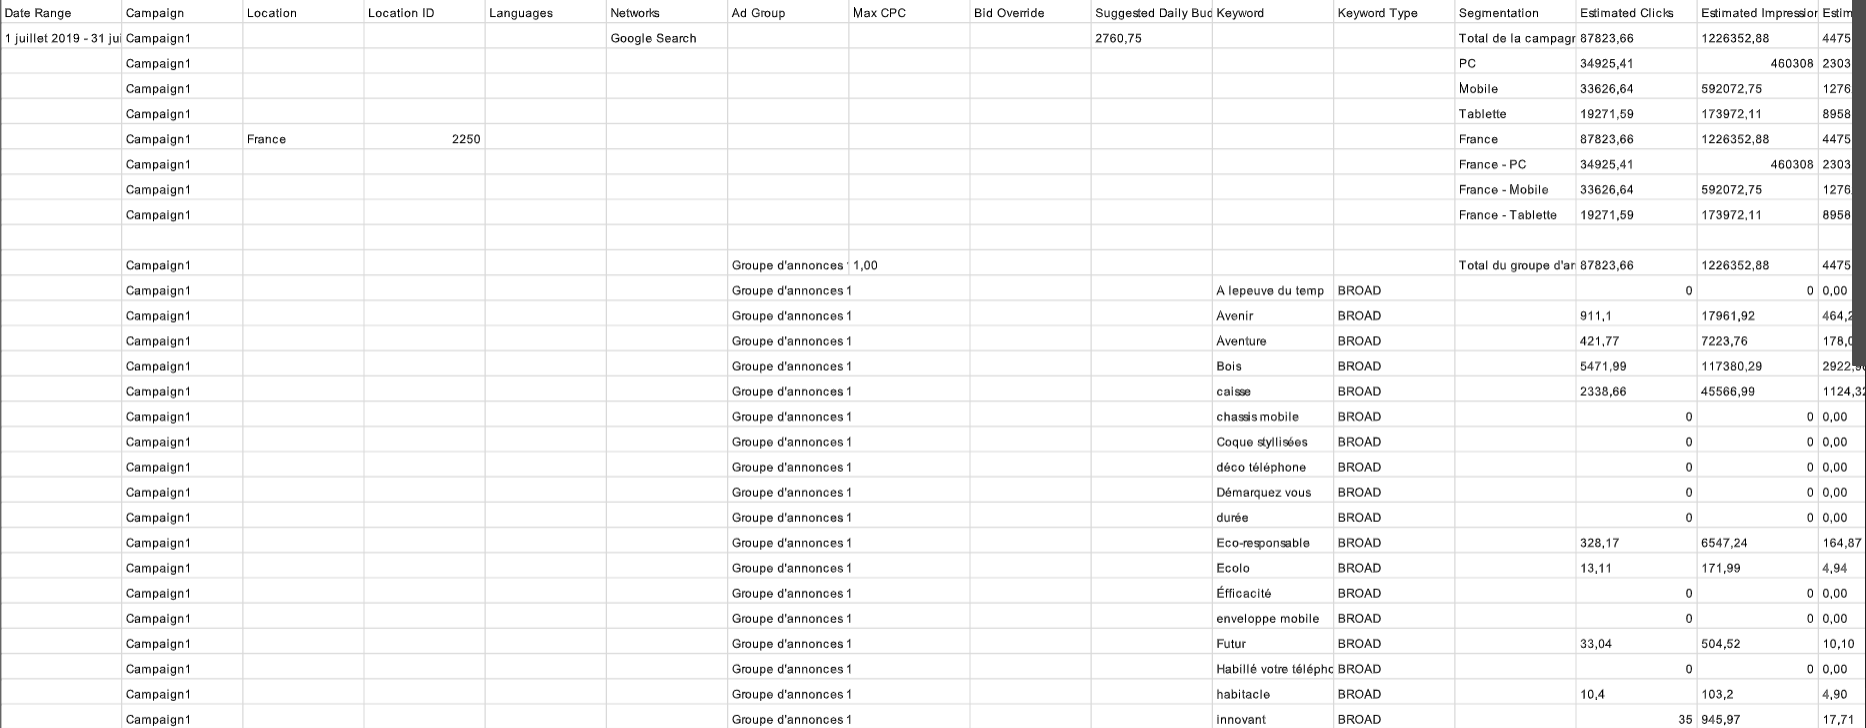 Date Range Campaign Location Location ID Languages Networks Ad Group Max CPC Bid Override Suggested Daily Bud Keyword Keyword Type Segmentation Estimated Clicks Estimated Impression Estim
1 juillet 2019 - 31 jui Campaign1 Google Search 2760,75 Total de la campagn 87823,66 1226352,88 4475
Campaign1 PC 34925,41 460308 2303
Campaign1 Mobile 33626,64 592072,75 1276
Campaign1 Tablette 19271,59 173972,11 8958
Campaign1 France 2250 France 87823,66 1226352,88 4475
Campaign1 France - PC 34925,41 460308 2303
Campaign1 France - Mobile 33626,64 592072,75 1276
Campaign1 France - Tablette 19271,59 173972,11 8958
Campaign1 Groupe d'annonces 1,00 Total du groupe d'an 87823,66 1226352,88 4475
Campaign1 Groupe d'annonces 1 A lepeuve du temp BROAD 0 0 0,00
Campaign1 Groupe d'annonces 1 Avenir BROAD 911,1 17961,92 464,2
Campaign1 Groupe d'annonces 1 Aventure BROAD 421,77 7223,76 178,0
Campaign1 Groupe d'annonces 1 Bois BROAD 5471,99 117380,29 2922,90
Campaign1 Groupe d'annonces 1 caisse BROAD 2338,66 45566,99 1124,32
Campaign1 Groupe d'annonces 1 chassis mobile BROAD 0 0 0,00
Campaign1 Groupe d'annonces 1 Coque styllisées BROAD 0 0 0,00
Campaign1 Groupe d'annonces 1 déco téléphone BROAD 0 0 0,00
Campaign1 Groupe d'annonces 1 Démarquez vous BROAD 0 0 0,00
Campaign1 Groupe d'annonces 1 durée BROAD 0 0 0,00
Campaign1 Groupe d'annonces 1 Eco-responsable BROAD 328,17 6547,24 164,87
Campaign1 Groupe d'annonces 1 Ecolo BROAD 13,11 171,99 4,94
Campaign1 Groupe d'annonces 1 Éfficacité BROAD 0 0 0,00
Campaign1 Groupe d'annonces 1 enveloppe mobile BROAD 0 0 0,00
Campaign1 Groupe d'annonces 1 Futur BROAD 33,04 504,52 10,10
Campaign1 Groupe d'annonces 1 Habillé votre télépho BROAD 0 0 0,00
Campaign1 Groupe d'annonces 1 habitacle BROAD 10,4 103,2 4,90
Campaign1 Groupe d'annonces 1 innovant BROAD 35 945,97 17,71